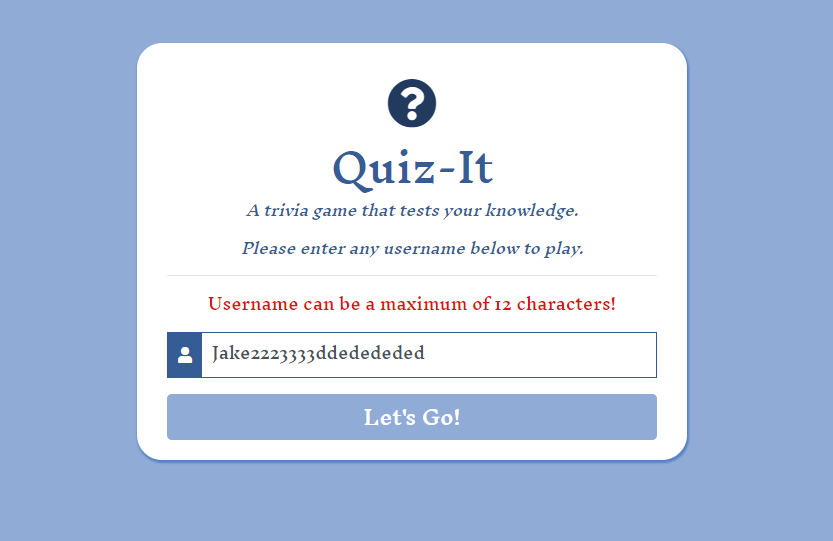 ?
Quiz-It
A trivia game that tests your knowledge.
Please enter any username below to play.
Username can be a maximum of 12 characters!
Jake2223333ddedededed
Let's Go!